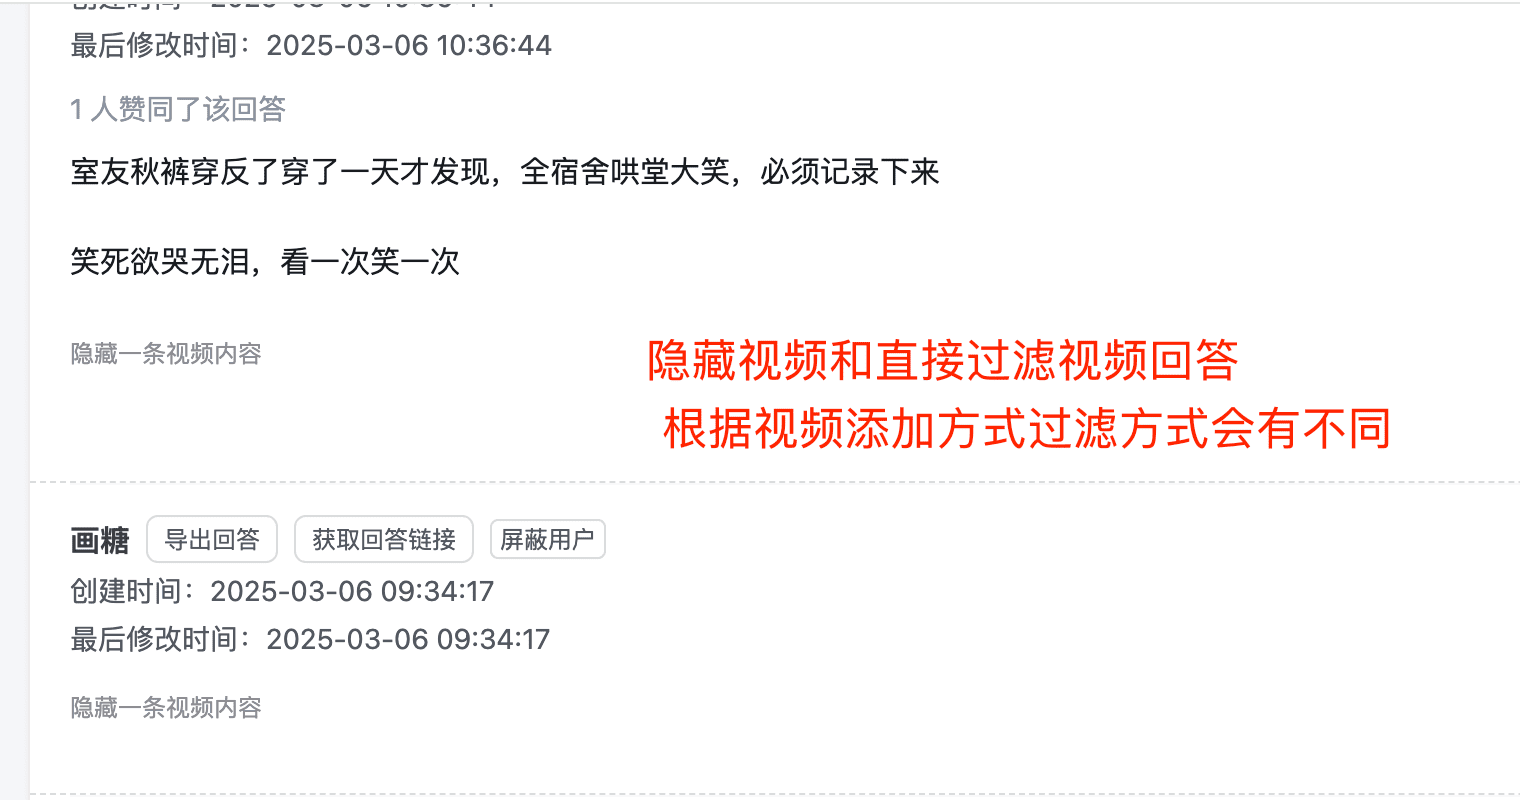 最后修改时间：2025-03-06 10:36:44
1 人赞同了该回答
室友秋裤穿反了穿了一天才发现，全宿舍哄堂大笑，必须记录下来
笑死欲哭无泪，看一次笑一次
隐藏一条视频内容
隐藏视频和直接过滤视频回答
根据视频添加方式过滤方式会有不同
画糖 导出回答 获取回答链接 屏蔽用户
创建时间：2025-03-06 09:34:17
最后修改时间：2025-03-06 09:34:17
隐藏一条视频内容